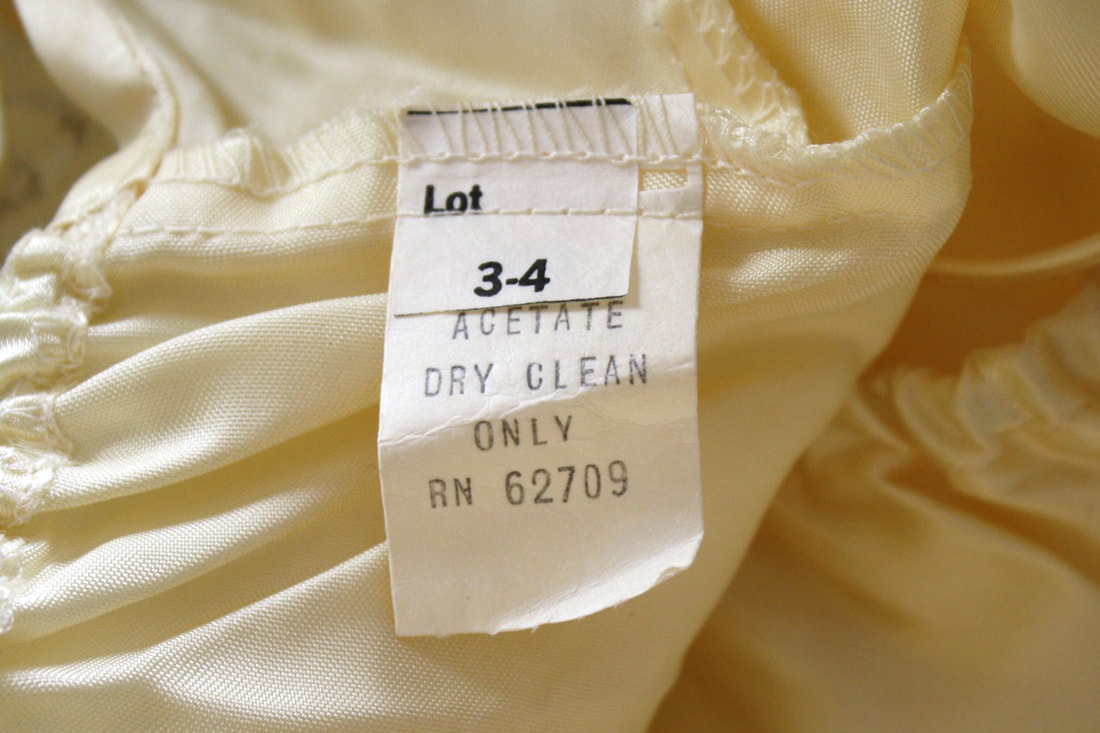 Lot
3-4
ACETATE
DRY CLEAN
ONLY
RN 62709